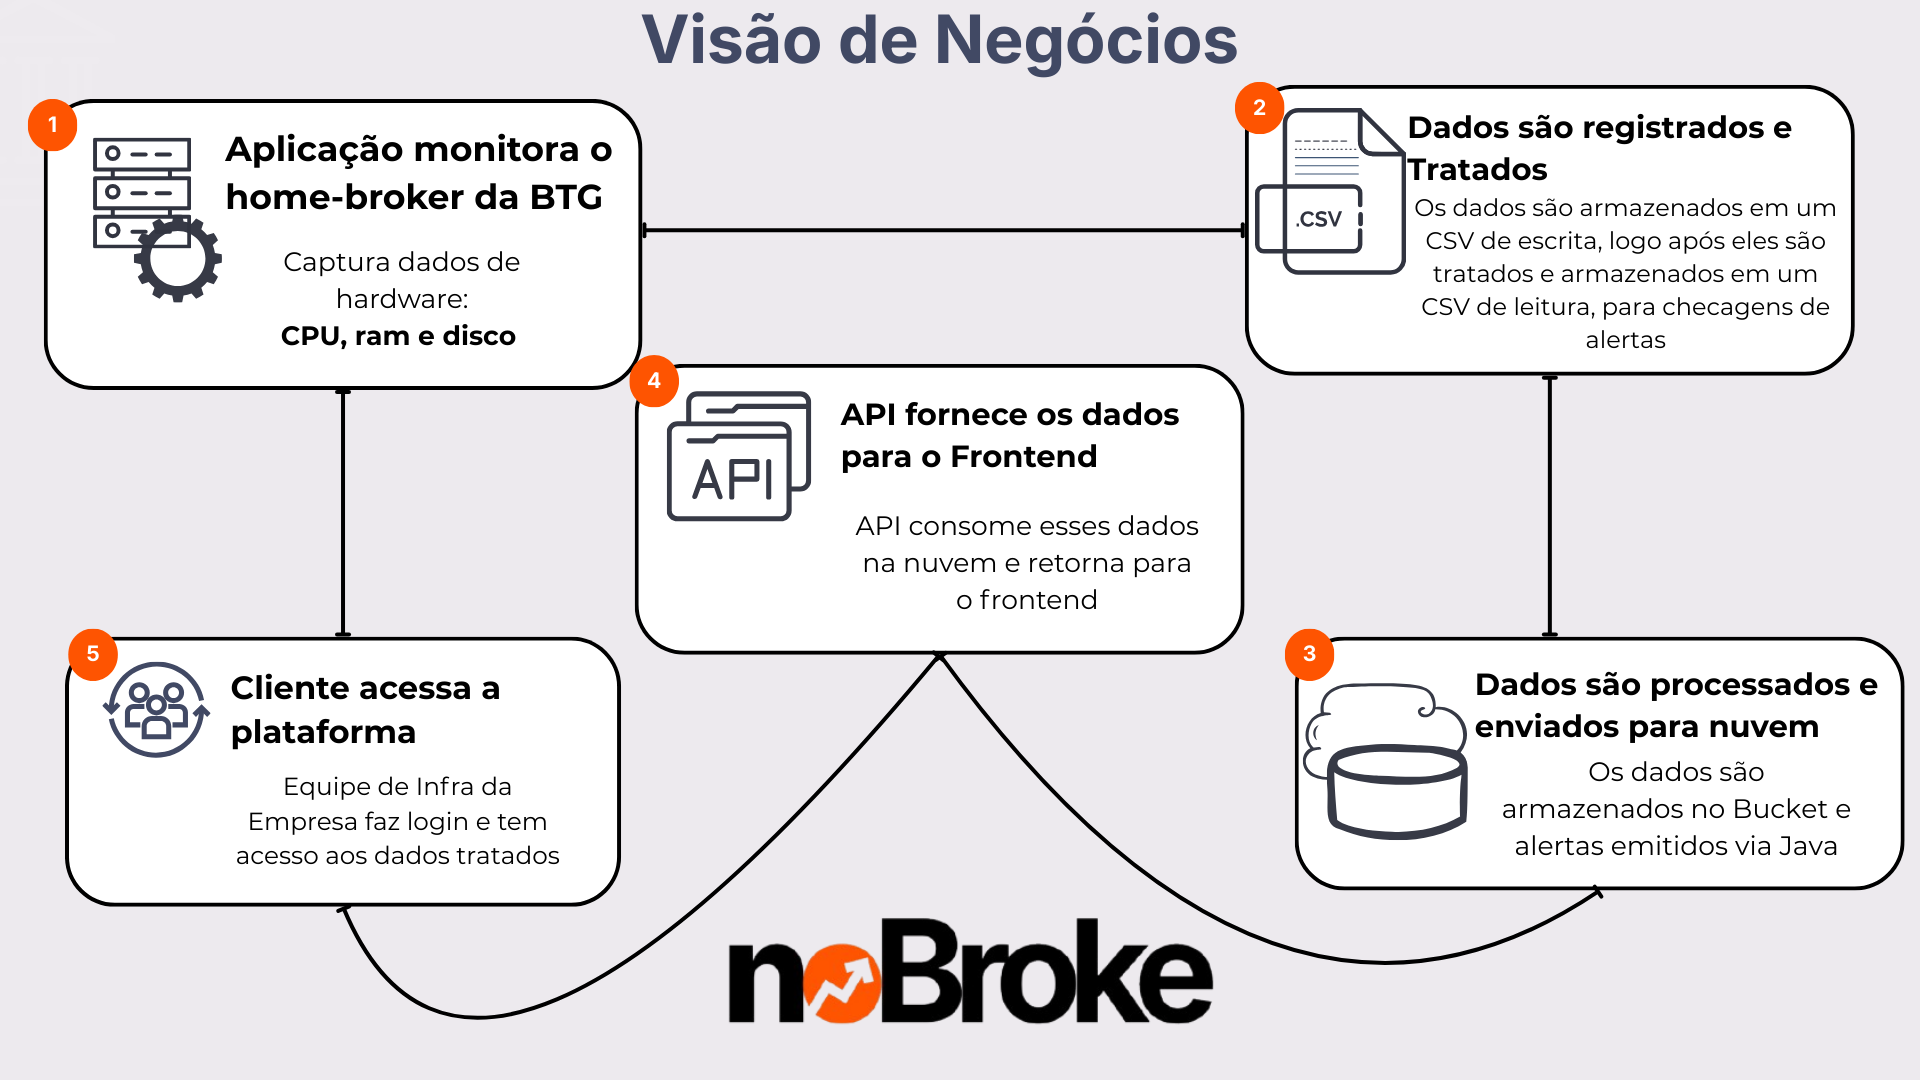 Visão de Negócios
1
Aplicação monitora o
home-broker da BTG
Captura dados de
hardware:
CPU, ram e disco
2
.CSV
Dados são registrados e
Tratados
Os dados são armazenados em um
CSV de escrita, logo após eles são
tratados e armazenados em um
CSV de leitura, para checagens de
alertas
4
API
API fornece os dados
para o Frontend
API consome esses dados
na nuvem e retorna para
o frontend
5
Cliente acessa a
plataforma
Equipe de Infra da
Empresa faz login e tem
acesso aos dados tratados
3
Dados são processados e
enviados para nuvem
Os dados são
armazenados no Bucket e
alertas emitidos via Java
noBroke